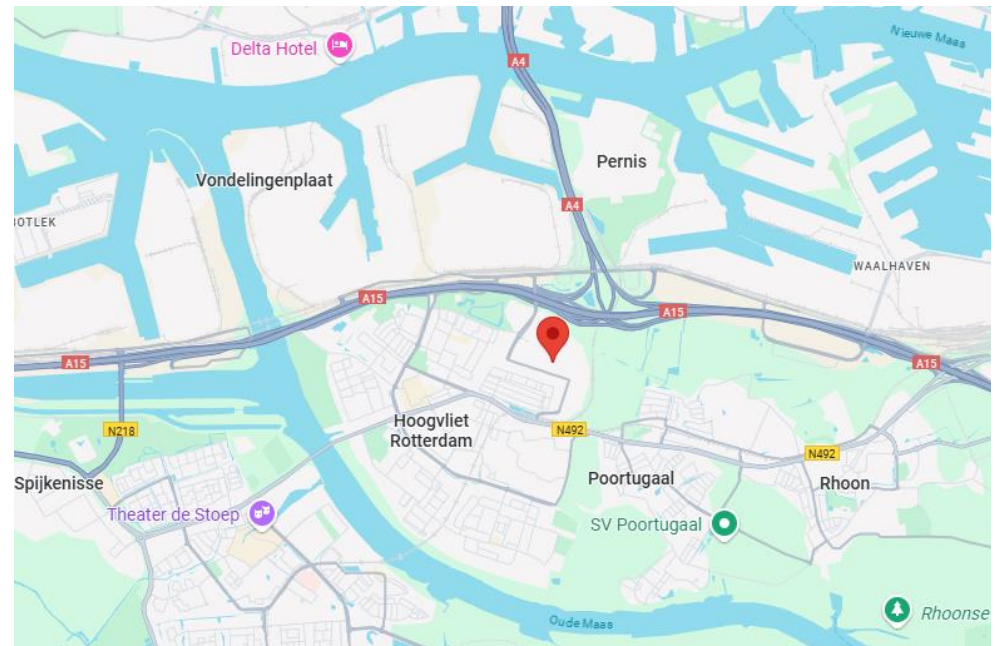 Nieuwe Maas
Delta Hotel
A4
Pernis
Vondelingenplaat
A4
BOTLEK
WAALHAVEN
A15
A15
A15
A15
Hoogvliet
Rotterdam
N218
N492
N492
Spijkenisse
Poortugaal
Rhoon
Theater de Stoep
SV Poortugaal
Oude Maas
Rhoonse